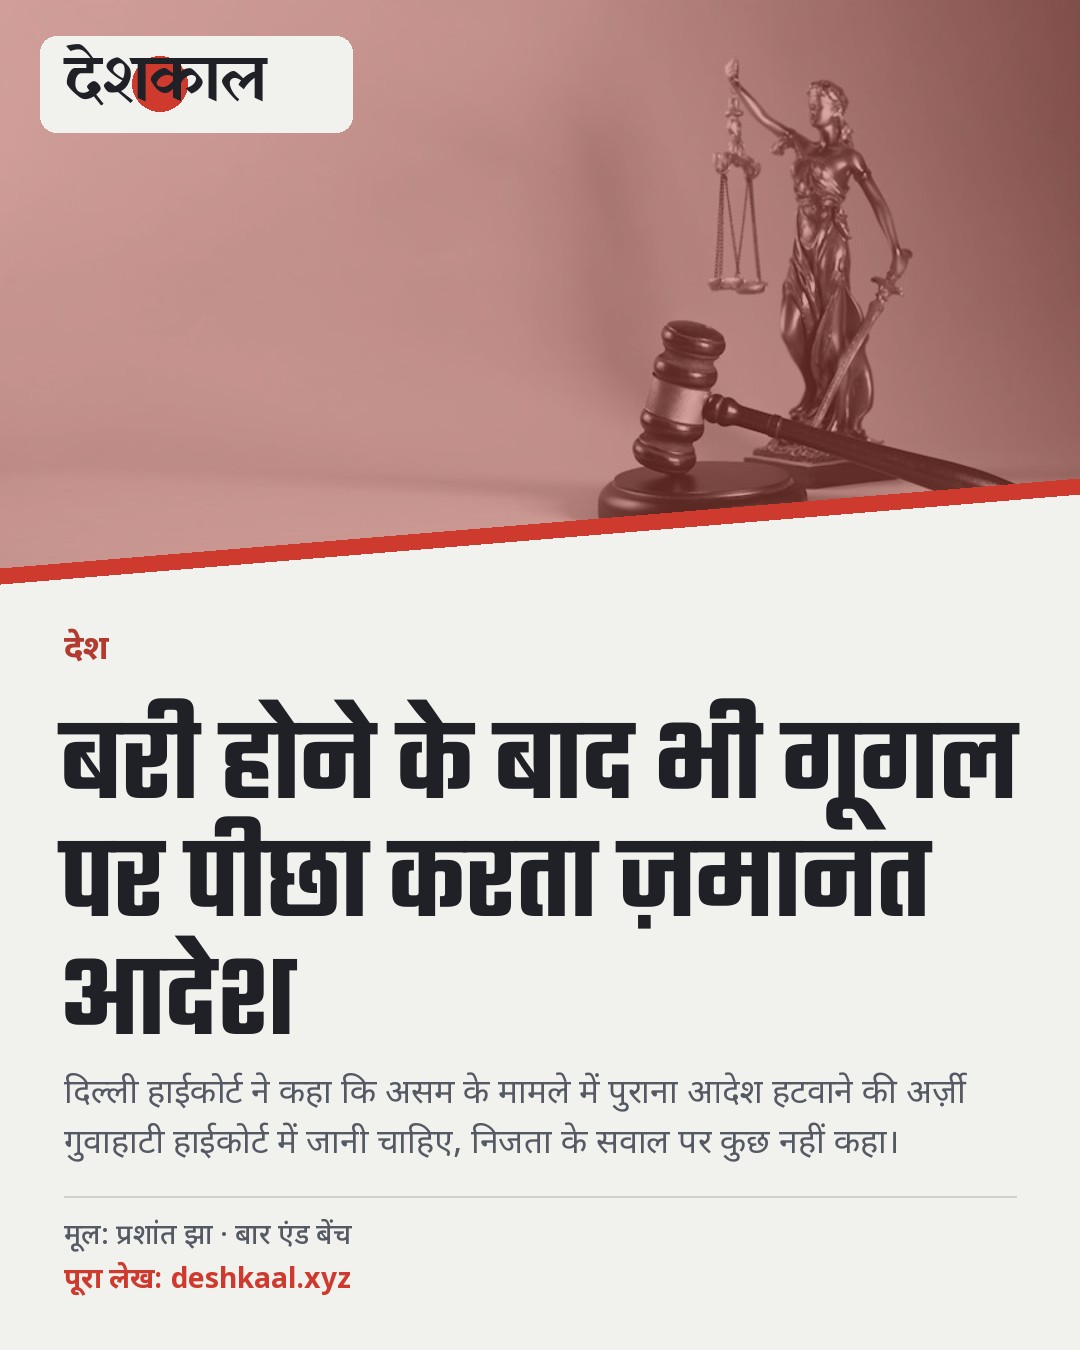 देशकाल
देश
बरी होने के बाद भी गूगल
पर पीछा करता ज़मानत
आदेश
दिल्ली हाईकोर्ट ने कहा कि असम के मामले में पुराना आदेश हटवाने की अर्ज़ी
गुवाहाटी हाईकोर्ट में जानी चाहिए, निजता के सवाल पर कुछ नहीं कहा।
मूल: प्रशांत झा · बार एंड बेंच
पूरा लेख: deshkaal.xyz